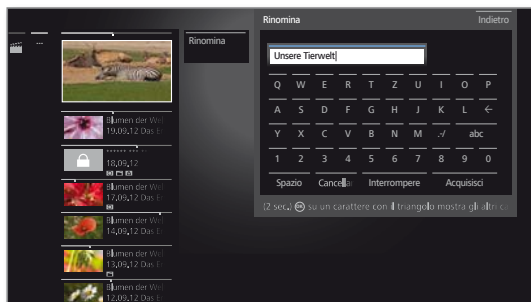 Rinomina
Indietro
Rinomina
Unsere Tierwelt
Q W E R T Z U I O P
A S D F G H J K L ←
Y X C V B N M .-/ abc
1 2 3 4 5 6 7 8 9 0
Spazio Cancellar Interrompere Acquisisci
(2 sec.) OK su un carattere con il triangolo mostra gli altri ca
...
Blumen der Wel
19.09.12 Das E
•••••• ••• ••
18.09.12
Blumen der Wel
17.09.12 Das E
Blumen der Wel
14.09.12 Das E
Blumen der Wel
13.09.12 Das E
Blumen der Wel
12.09.12 Das E